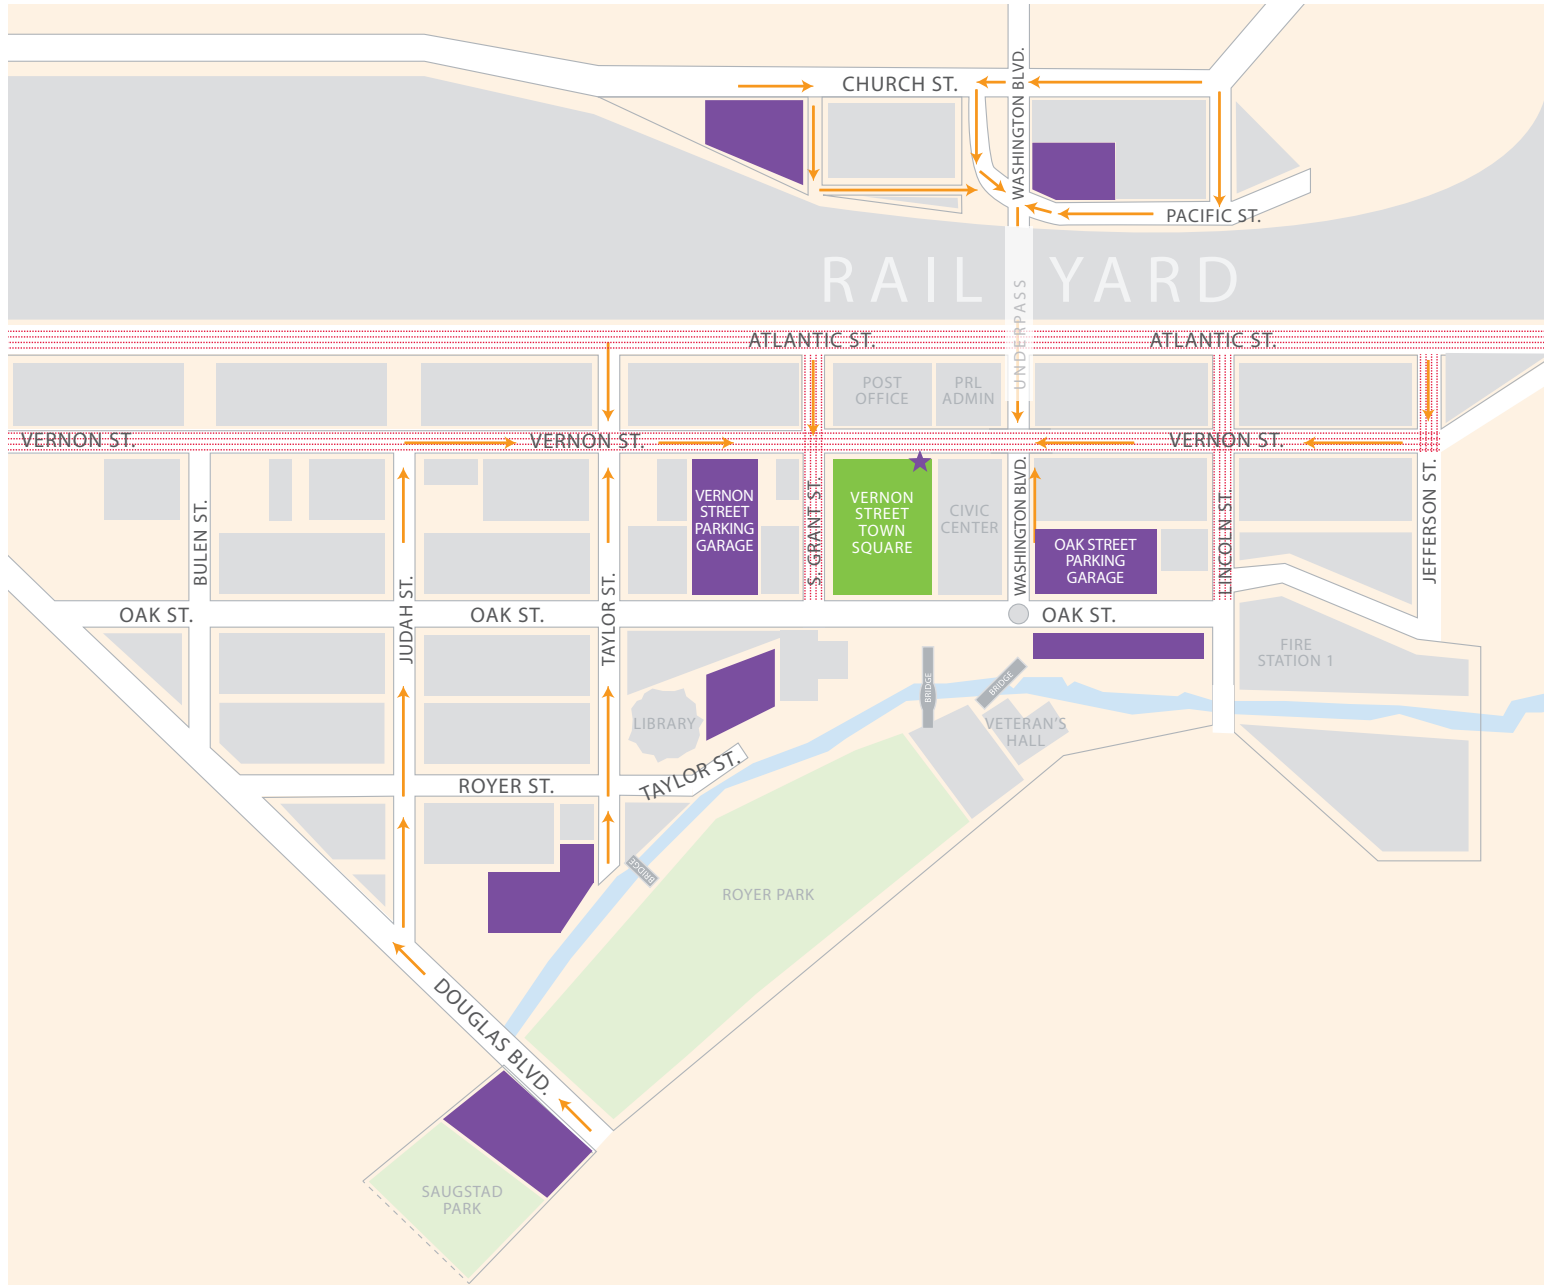 CHURCH ST.
WASHINGTON BLVD.
PACIFIC ST.
RAIL YARD
UNDERPASS
ATLANTIC ST.
ATLANTIC ST.
POST
OFFICE
PRL
ADMIN
VERNON ST.
VERNON ST.
VERNON ST.
BULEN ST.
JUDAH ST.
TAYLOR ST.
VERNON
STREET
PARKING
GARAGE
S. GRANT ST.
VERNON
STREET
TOWN
SQUARE
CIVIC
CENTER
WASHINGTON BLVD.
OAK STREET
PARKING
GARAGE
LINCOLN ST.
JEFFERSON ST.
OAK ST.
OAK ST.
OAK ST.
FIRE
STATION 1
LIBRARY
BRIDGE
BRIDGE
VETERAN'S
HALL
ROYER ST.
TAYLOR ST.
BRIDGE
ROYER PARK
DOUGLAS BLVD.
SAUGSTAD
PARK